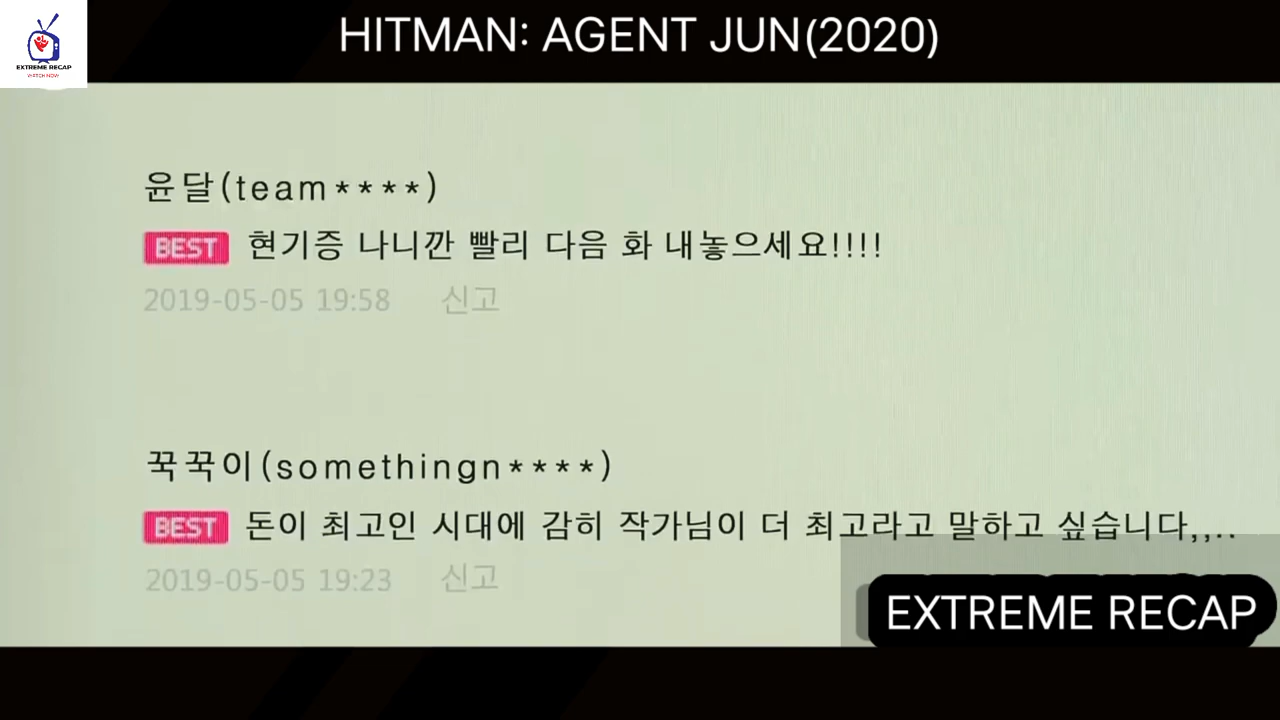 HITMAN: AGENT JUN(2020)
EXTREME RECAP
WATCH NOW
윤달(team****)
BEST 현기증 나니깐 빨리 다음 화 내놓으세요!!!!
2019-05-05 19:58 신고
꾹꾹이(somethingn****)
BEST 돈이 최고인 시대에 감히 작가님이 더 최고라고 말하고 싶습니다,,..
2019-05-05 19:23 신고
EXTREME RECAP